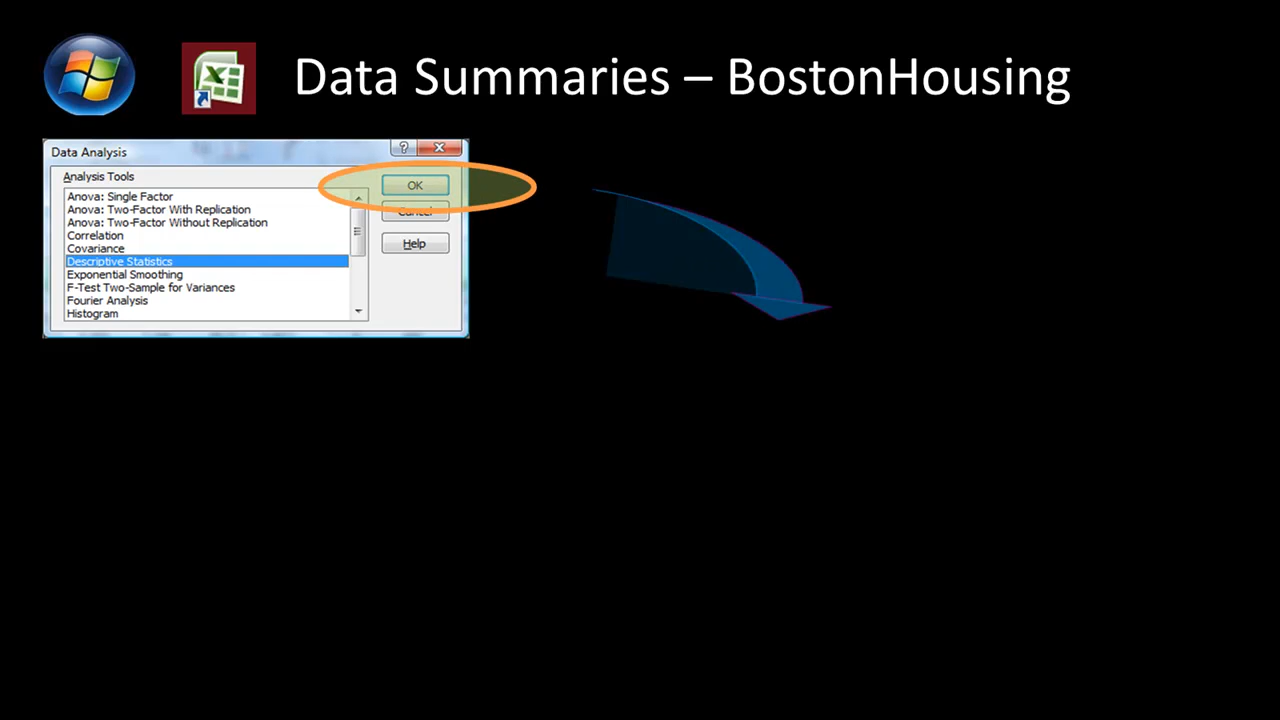 Data Summaries – BostonHousing
Data Analysis
?
Analysis Tools
OK
Anova: Single Factor
Anova: Two-Factor With Replication
Anova: Two-Factor Without Replication
Cancel
Correlation
Covariance
Help
Descriptive Statistics
Exponential Smoothing
F-Test Two-Sample for Variances
Fourier Analysis
Histogram